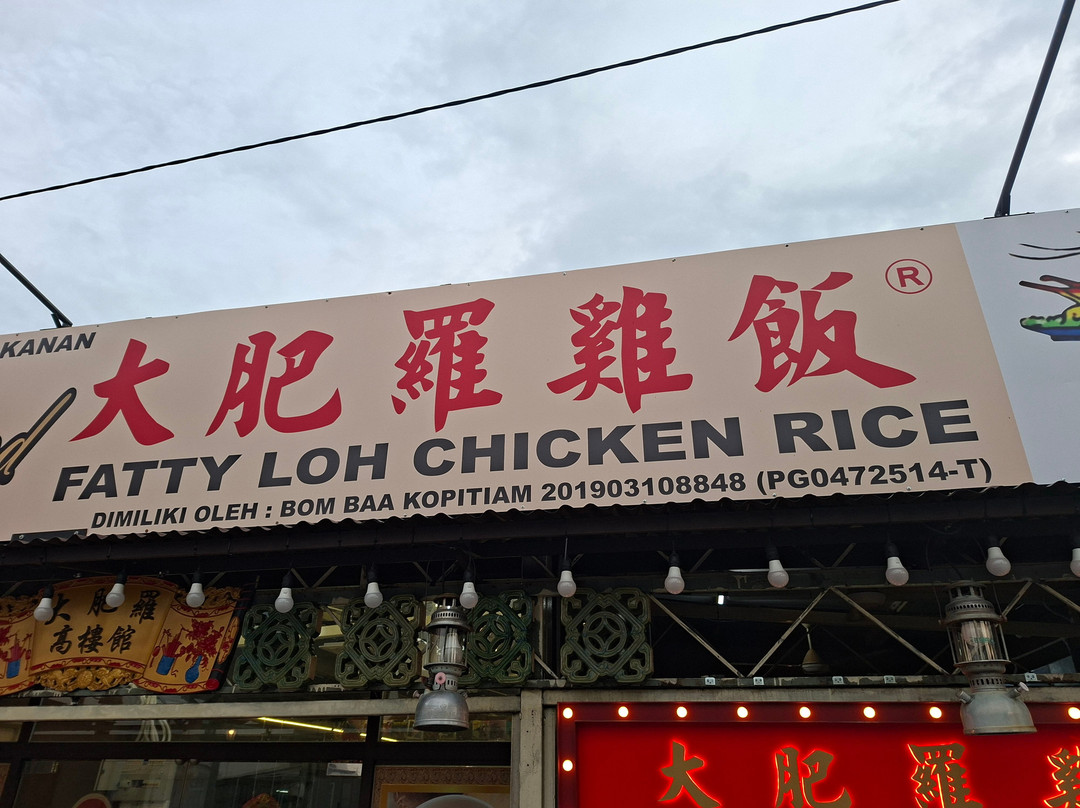 KANAN
大肥羅雞飯®
FATTY LOH CHICKEN RICE
DIMILIKI OLEH : BOM BAA KOPITIAM 201903108848 (PG0472514-T)
大肥羅
高樓館
大肥羅雞